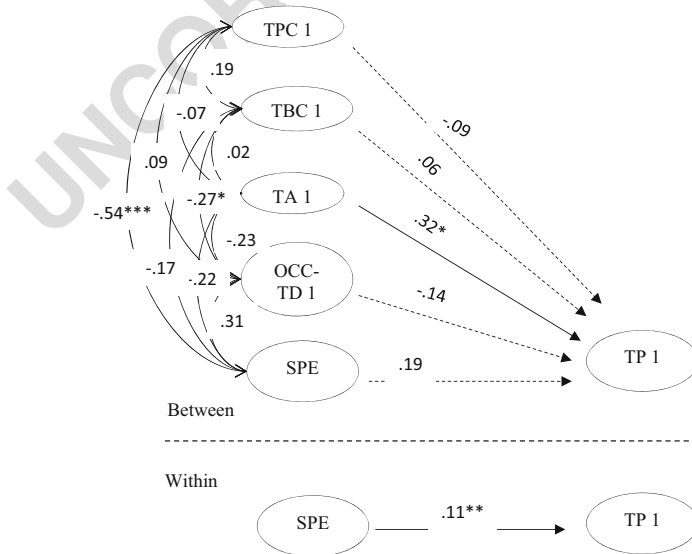 UNCOR
TPC 1
.19
-.07
TBC 1
-.09
.09
.02
.06
TA 1
-.54***
-.27*
.32*
-.23
-.17
-.22
OCC-
TD 1
-.14
.31
SPE
.19
TP 1
Between
Within
SPE
.11**
TP 1